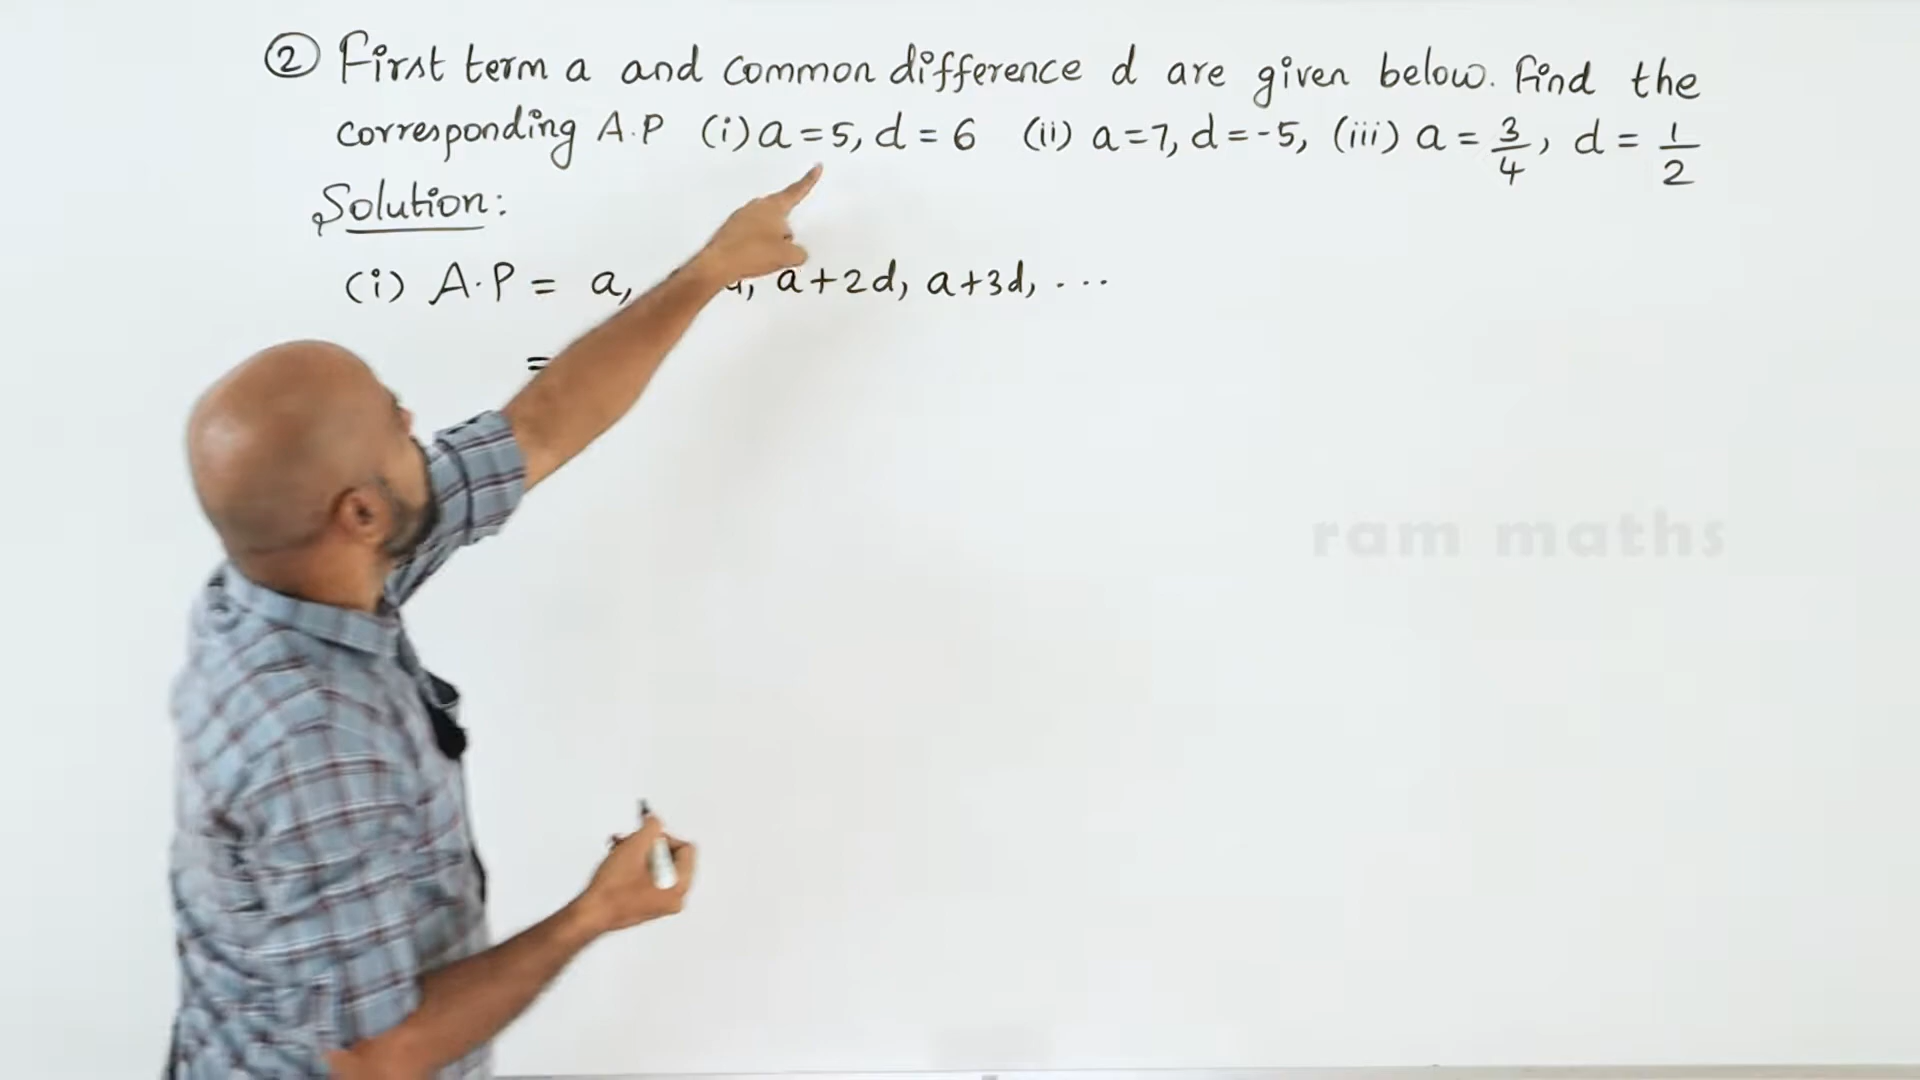 ② First term a and common difference d are given below. Find the
corresponding A.P (i) a = 5, d = 6 (ii) a = 7, d = -5, (iii) a = 3/4, d = 1/2
Solution:
(i) A.P = a, a+2d, a+3d, ...
=
ram maths